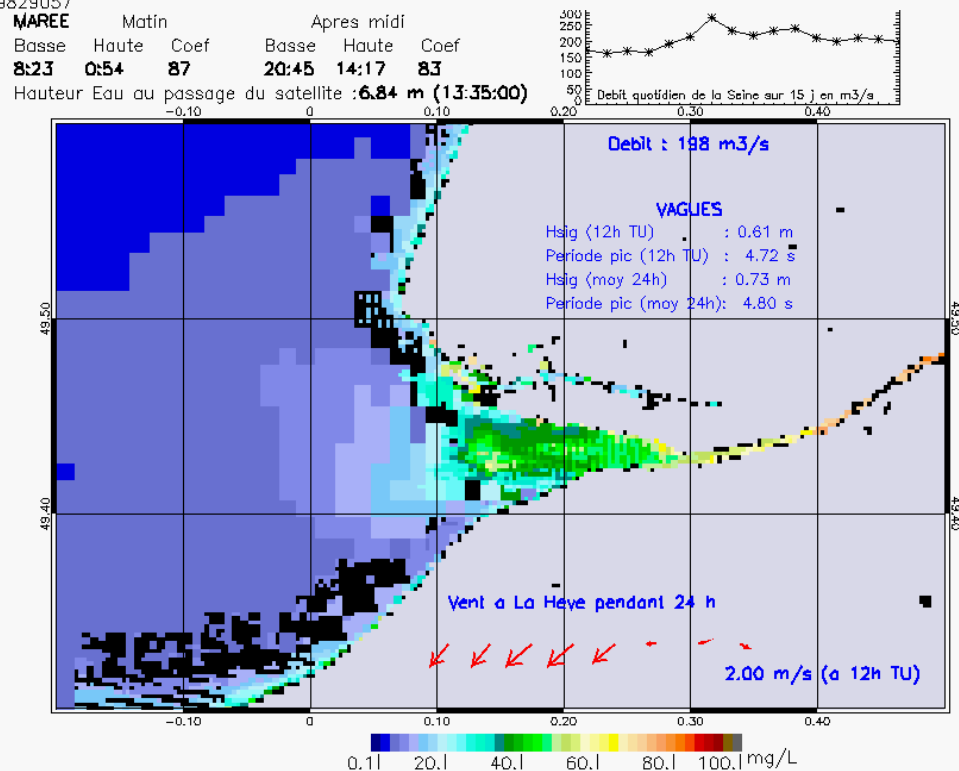 9829057
MAREE Matin Apres midi
Basse Haute Coef Basse Haute Coef
8:23 0:54 87 20:45 14:17 83
Hauteur Eau au passage du satellite :6.84 m (13:35:00)
300
250
200
150
100
50
0
Debit quotidien de la Seine sur 15 j en m3/s
-0.10 0 0.10 0.20 0.30 0.40
Debit : 198 m3/s
VAGUES
Hsig (12h TU) : 0.61 m
Periode pic (12h TU) : 4.72 s
Hsig (moy 24h) : 0.73 m
Periode pic (moy 24h): 4.80 s
49.50 49.50
49.40 49.40
Vent a La Heve pendant 24 h
2.00 m/s (a 12h TU)
-0.10 0 0.10 0.20 0.30 0.40
0.1| 20.| 40.| 60.| 80.| 100.| mg/L